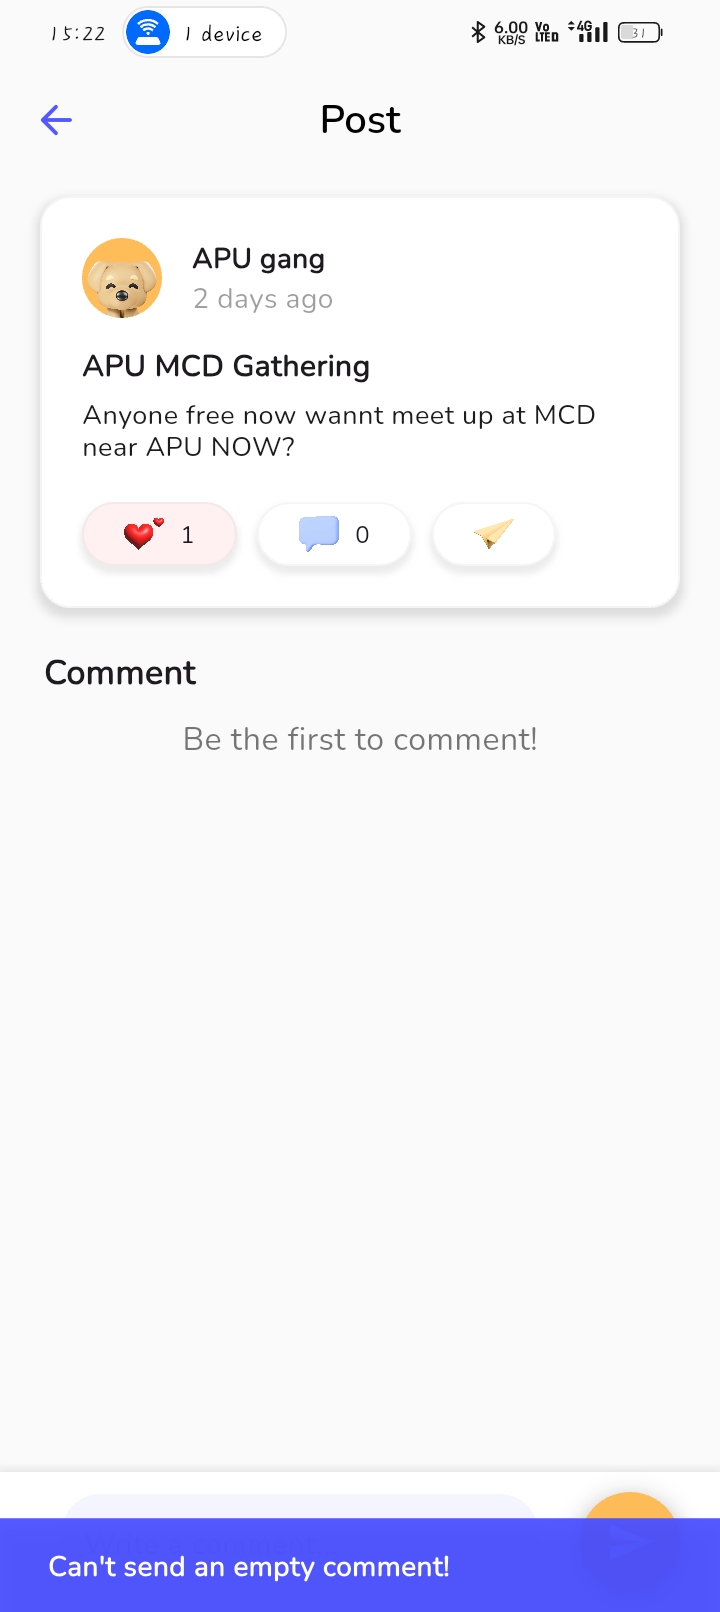 15:22
1 device
6.00
KB/S
Vo
LTED
4G
31
Post
APU gang
2 days ago
APU MCD Gathering
Anyone free now wannt meet up at MCD
near APU NOW?
1
0
Comment
Be the first to comment!
Can't send an empty comment!